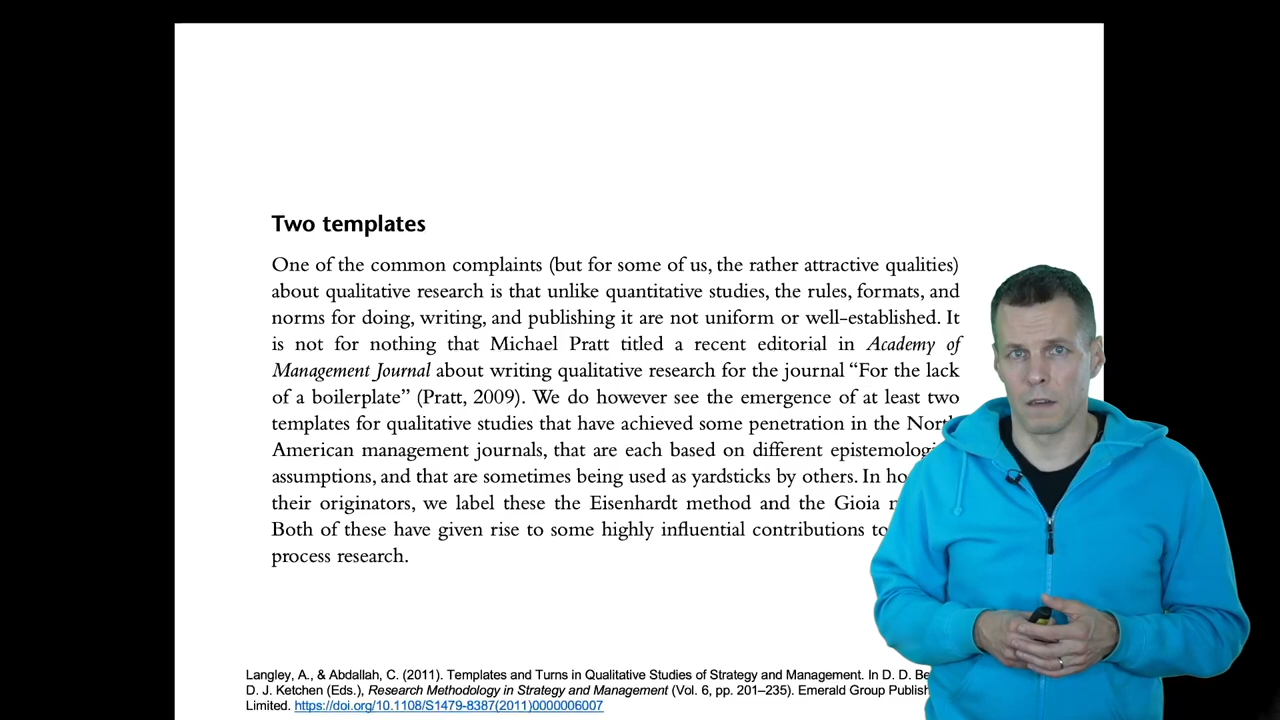 Two templates
One of the common complaints (but for some of us, the rather attractive qualities)
about qualitative research is that unlike quantitative studies, the rules, formats, and
norms for doing, writing, and publishing it are not uniform or well-established. It
is not for nothing that Michael Pratt titled a recent editorial in Academy of
Management Journal about writing qualitative research for the journal “For the lack
of a boilerplate” (Pratt, 2009). We do however see the emergence of at least two
templates for qualitative studies that have achieved some penetration in the North
American management journals, that are each based on different
assumptions, and that are sometimes being used as yardsticks by others. In
their originators, we label these the Eisenhardt method and the Gioia
Both of these have given rise to some highly influential contributions to
process research.
Langley, A., & Abdallah, C. (2011). Templates and Turns in Qualitative Studies of Strategy and Management. In D. D.
D. J. Ketchen (Eds.), Research Methodology in Strategy and Management (Vol. 6, pp. 201–235). Emerald Group
Limited. https://doi.org/10.1108/S1479-8387(2011)0000006007